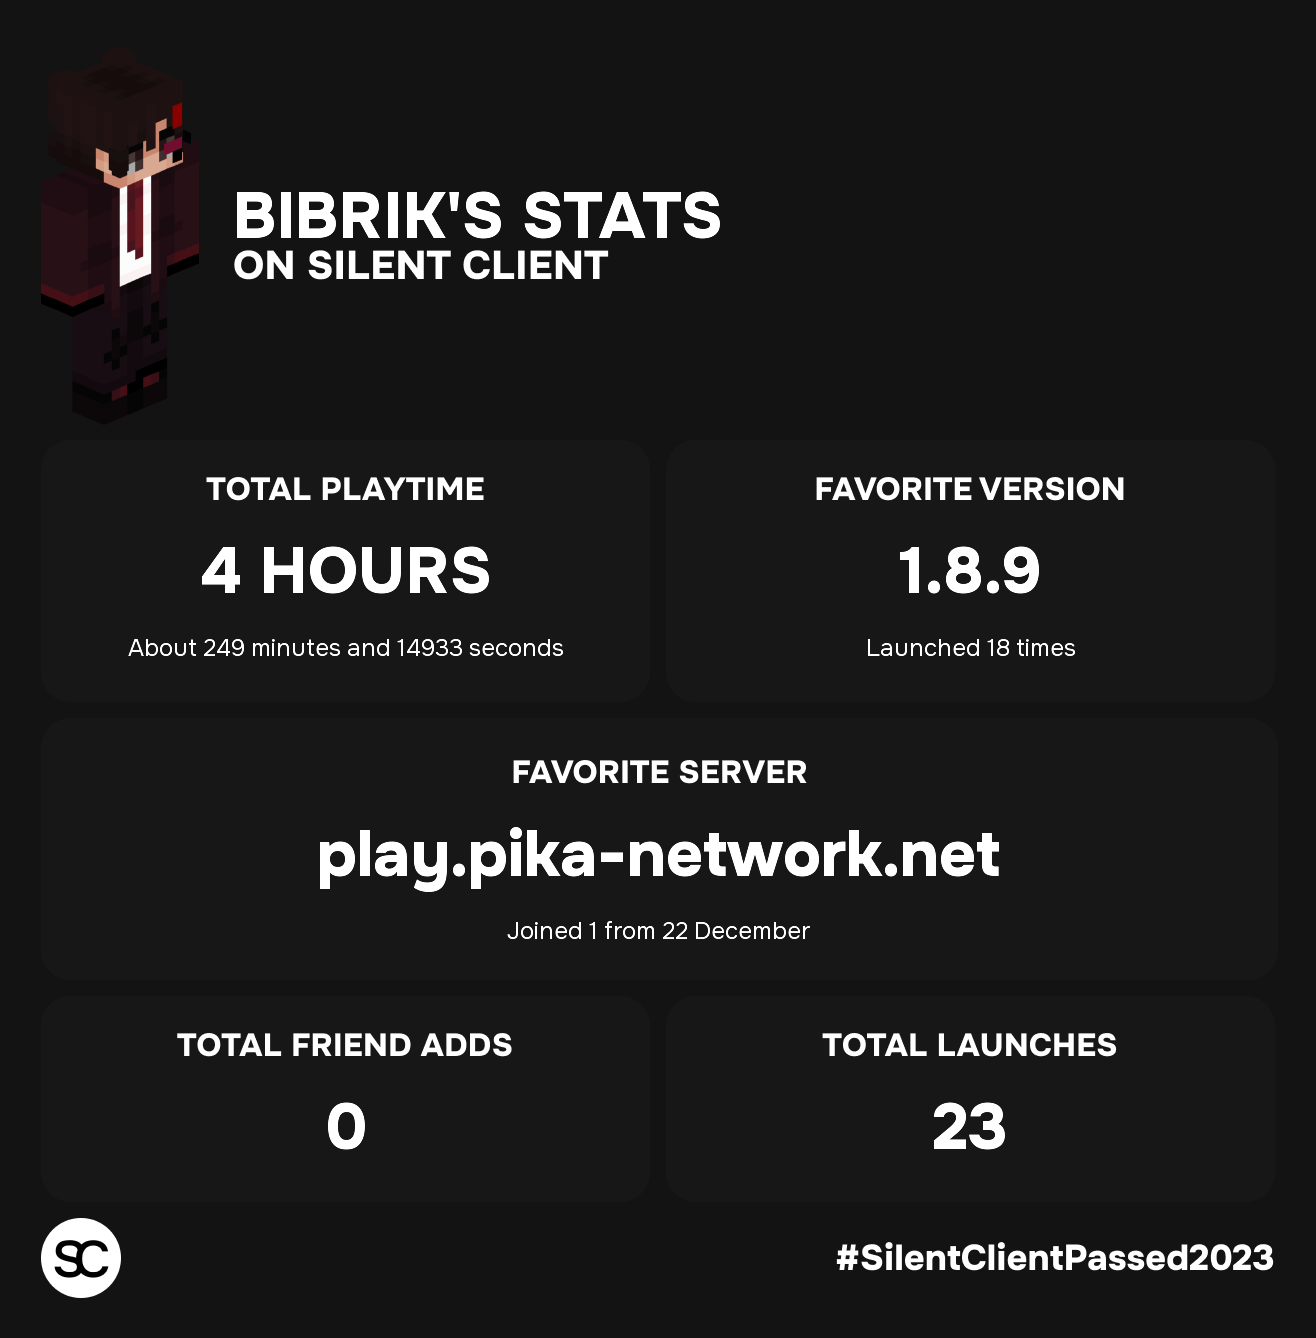 BIBRIK'S STATS
ON SILENT CLIENT
TOTAL PLAYTIME
4 HOURS
About 249 minutes and 14933 seconds
FAVORITE VERSION
1.8.9
Launched 18 times
FAVORITE SERVER
play.pika-network.net
Joined 1 from 22 December
TOTAL FRIEND ADDS
0
TOTAL LAUNCHES
23
SC
#SilentClientPassed2023